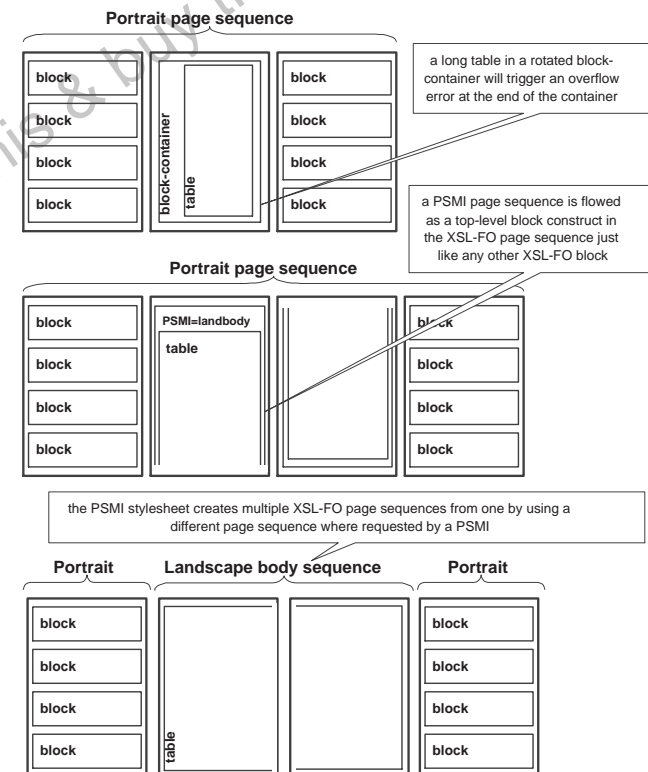 Portrait page sequence
block
block
block
block
block-container
table
block
block
block
block
a long table in a rotated block-
container will trigger an overflow
error at the end of the container
a PSMI page sequence is flowed
as a top-level block construct in
the XSL-FO page sequence just
like any other XSL-FO block
Portrait page sequence
block
block
block
block
PSMI=landbody
table
block
block
block
block
the PSMI stylesheet creates multiple XSL-FO page sequences from one by using a
different page sequence where requested by a PSMI
Portrait
Landscape body sequence
Portrait
block
block
block
block
table
block
block
block
block
his & buy